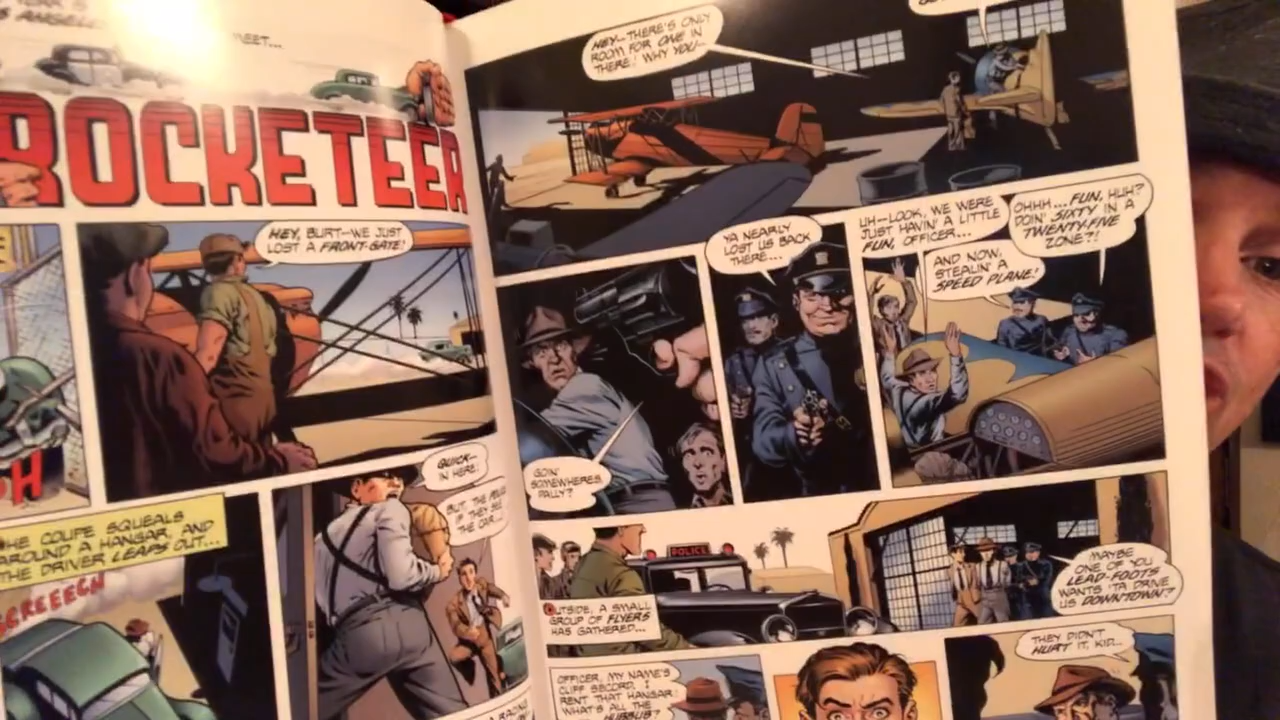 MEET...
ROCKETEER
HEY, BURT—WE JUST
LOST A FRONT-GATE!
THE COUPE SQUEALS
AROUND A HANGAR, AND
THE DRIVER LEAPS OUT...
SCREEECH
QUICK—
IN HERE!
BUT, THE
IF THEY SEE
THE CAR...
A RACING
HEY...THERE'S ONLY
ROOM FOR ONE IN
THERE! WHY YOU—
GOIN'
SOMEWHERES,
PALLY?
YA NEARLY
LOST US BACK
THERE...
UH—LOOK, WE WERE
JUST HAVIN' A LITTLE
FUN, OFFICER...
OHHH...FUN, HUH?
DOIN' SIXTY IN A
TWENTY-FIVE
ZONE?!
AND NOW,
STEALIN' A
SPEED PLANE!
POLICE
OUTSIDE, A SMALL
GROUP OF FLYERS
HAS GATHERED...
MAYBE
ONE OF YOU
LEAD-FOOTS
WANTS TA DRIVE
US DOWNTOWN?
OFFICER, MY NAME'S
CLIFF SECORD. I
RENT THAT HANGAR!
WHAT'S ALL THE
HUBBUB?
THEY DIDN'T
HURT IT, KID...